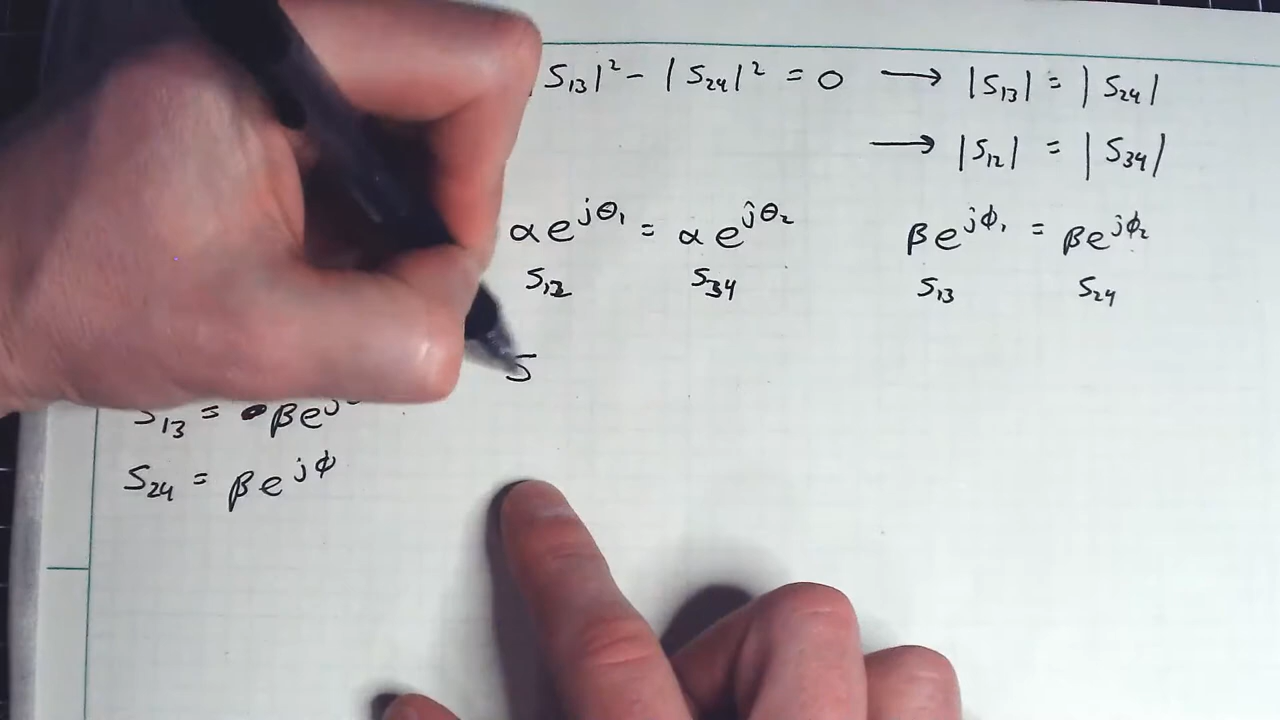 S₁₃|² - |S₂₄|² = 0 → |S₁₃| = |S₂₄|
→ |S₁₂| = |S₃₄|
αe^{jθ₁} = αe^{jθ₂} βe^{jϕ₁} = βe^{jϕ₂}
S₁₂ S₃₄ S₁₃ S₂₄
S
S₁₃ = βe^{j
S₂₄ = βe^{jϕ}